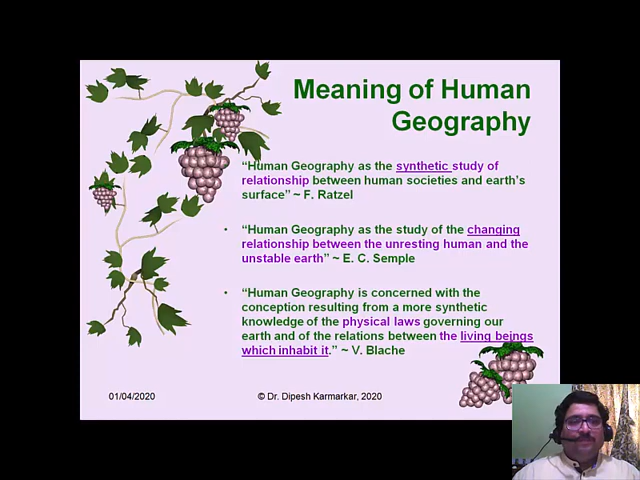 Meaning of Human
Geography
“Human Geography as the synthetic study of
relationship between human societies and earth’s
surface” ~ F. Ratzel
• “Human Geography as the study of the changing
relationship between the unresting human and the
unstable earth” ~ E. C. Semple
• “Human Geography is concerned with the
conception resulting from a more synthetic
knowledge of the physical laws governing our
earth and of the relations between the living beings
which inhabit it.” ~ V. Blache
01/04/2020
© Dr. Dipesh Karmarkar, 2020